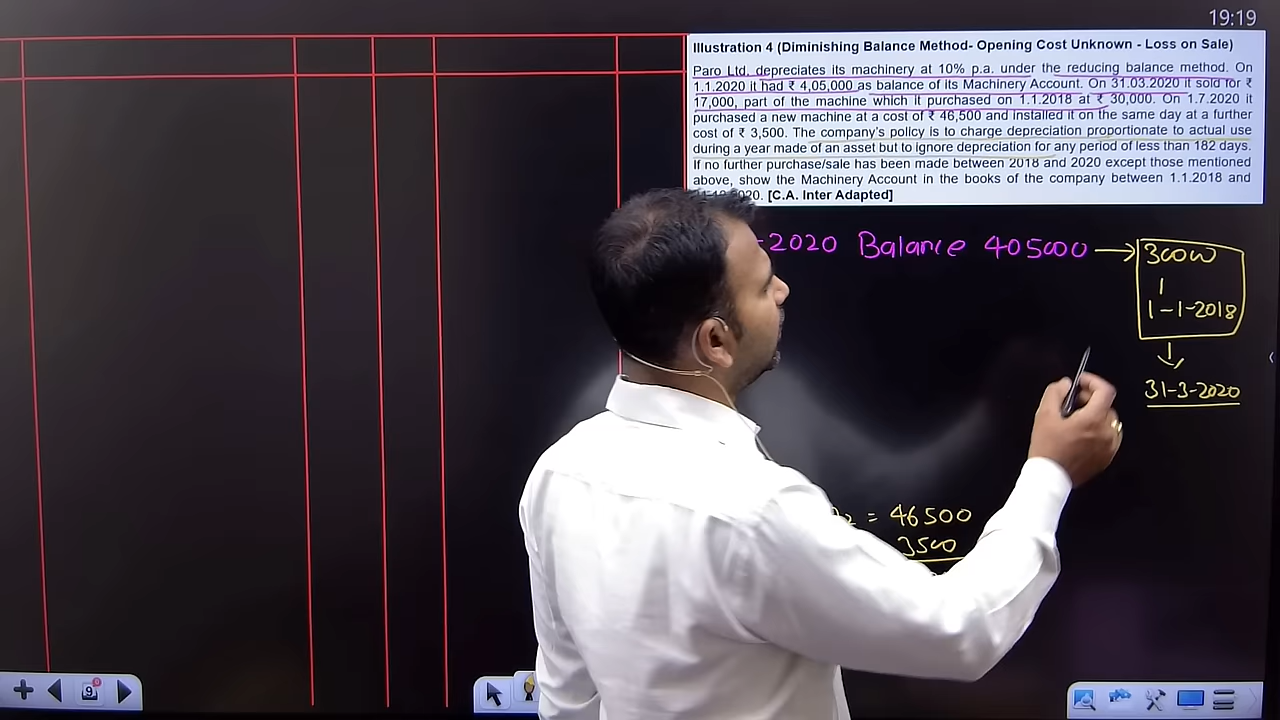 19:19
Illustration 4 (Diminishing Balance Method- Opening Cost Unknown - Loss on Sale)
Paro Ltd. depreciates its machinery at 10% p.a. under the reducing balance method. On
1.1.2020 it had ₹ 4,05,000 as balance of its Machinery Account. On 31.03.2020 it sold for ₹
17,000, part of the machine which it purchased on 1.1.2018 at ₹ 30,000. On 1.7.2020 it
purchased a new machine at a cost of ₹ 46,500 and installed it on the same day at a further
cost of ₹ 3,500. The company's policy is to charge depreciation proportionate to actual use
during a year made of an asset but to ignore depreciation for any period of less than 182 days.
If no further purchase/sale has been made between 2018 and 2020 except those mentioned
above, show the Machinery Account in the books of the company between 1.1.2018 and
2020. [C.A. Inter Adapted]
-2020 Balance 405000 → 30000
1-1-2018
31-3-2020
2 = 46500
3500
9